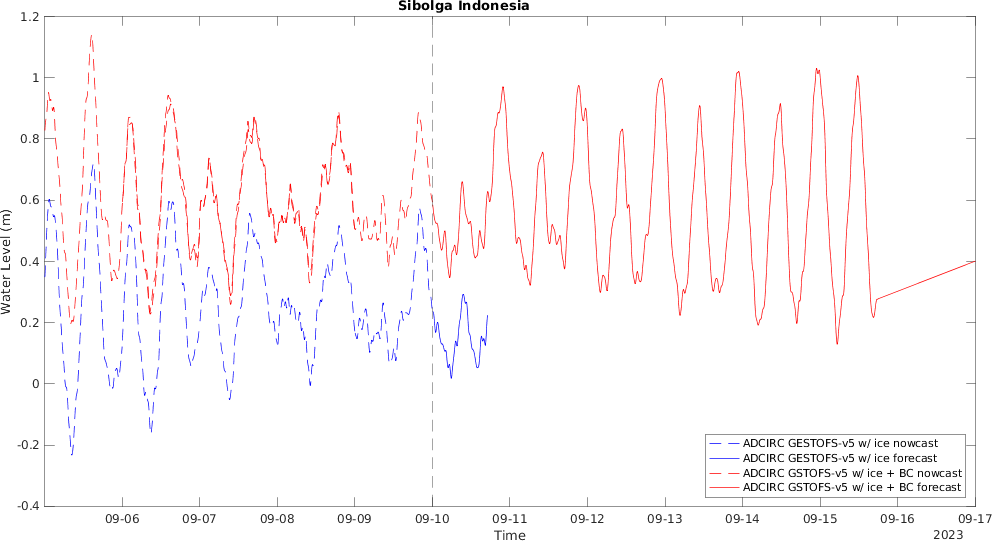 Sibolga Indonesia
Water Level (m)
1.2
1
0.8
0.6
0.4
0.2
0
-0.2
-0.4
ADCIRC GESTOFS-v5 w/ ice nowcast
ADCIRC GESTOFS-v5 w/ ice forecast
ADCIRC GSTOFS-v5 w/ ice + BC nowcast
ADCIRC GSTOFS-v5 w/ ice + BC forecast
09-06 09-07 09-08 09-09 09-10 09-11 09-12 09-13 09-14 09-15 09-16 09-17
Time
2023